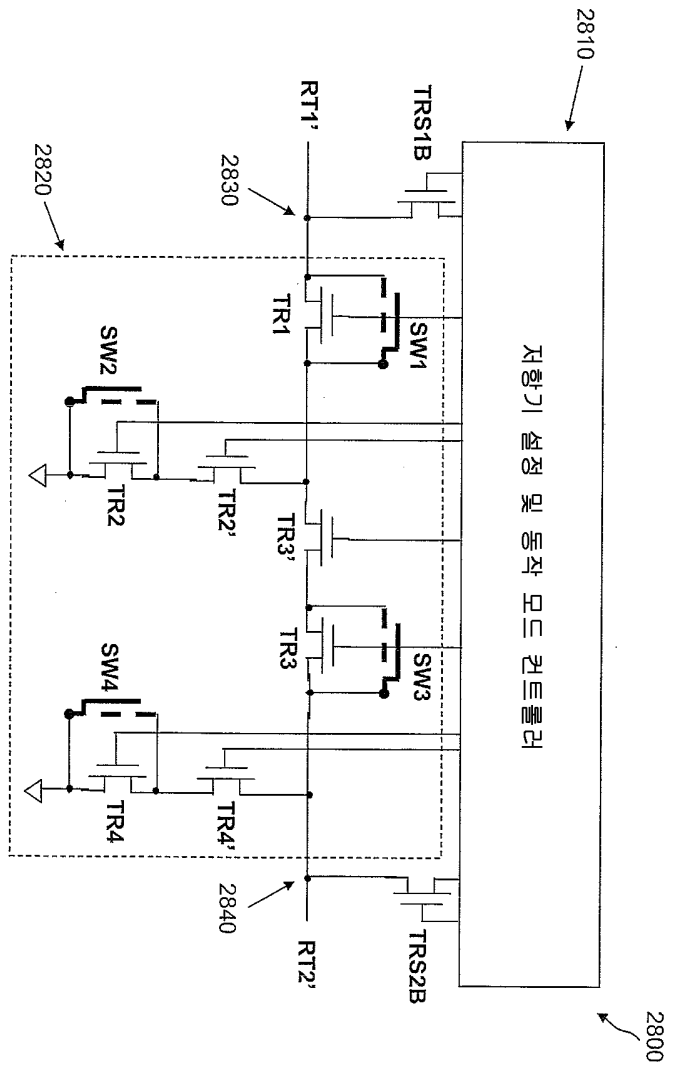 2800
2810
저항기 설정 및 동작 모드 컨트롤러
TRS1B
TRS2B
RT1'
2830
2820
SW1
TR1
SW2
TR2
TR2'
TR3'
SW3
TR3
SW4
TR4
TR4'
2840
RT2'